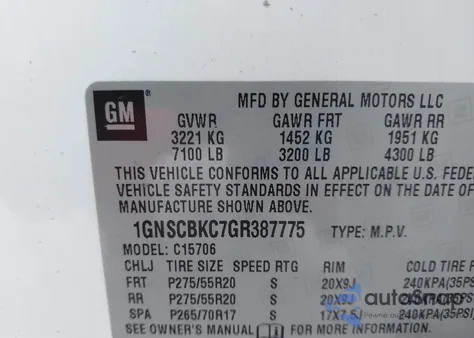 MFD BY GENERAL MOTORS LLC
GM
GVWR GAWR FRT GAWR RR
3221 KG 1452 KG 1951 KG
7100 LB 3200 LB 4300 LB
THIS VEHICLE CONFORMS TO ALL APPLICABLE U.S.
VEHICLE SAFETY STANDARDS IN EFFECT ON THE DATE OF
MANUFACTURE SHOWN ABOVE.
1GNSCBKC7GR387775 TYPE: M.P.V.
MODEL: C15706
CHLJ TIRE SIZE SPEED RTG RIM COLD TIRE
FRT P275/55R20 S 20X9J 240KPA(35PS
RR P275/55R20 S 20X9J
SPA P265/70R17 S 17X7.5J 240KPA(35PSI
SEE OWNER'S MANUAL FOR MORE INFORMATION.
autoSnap